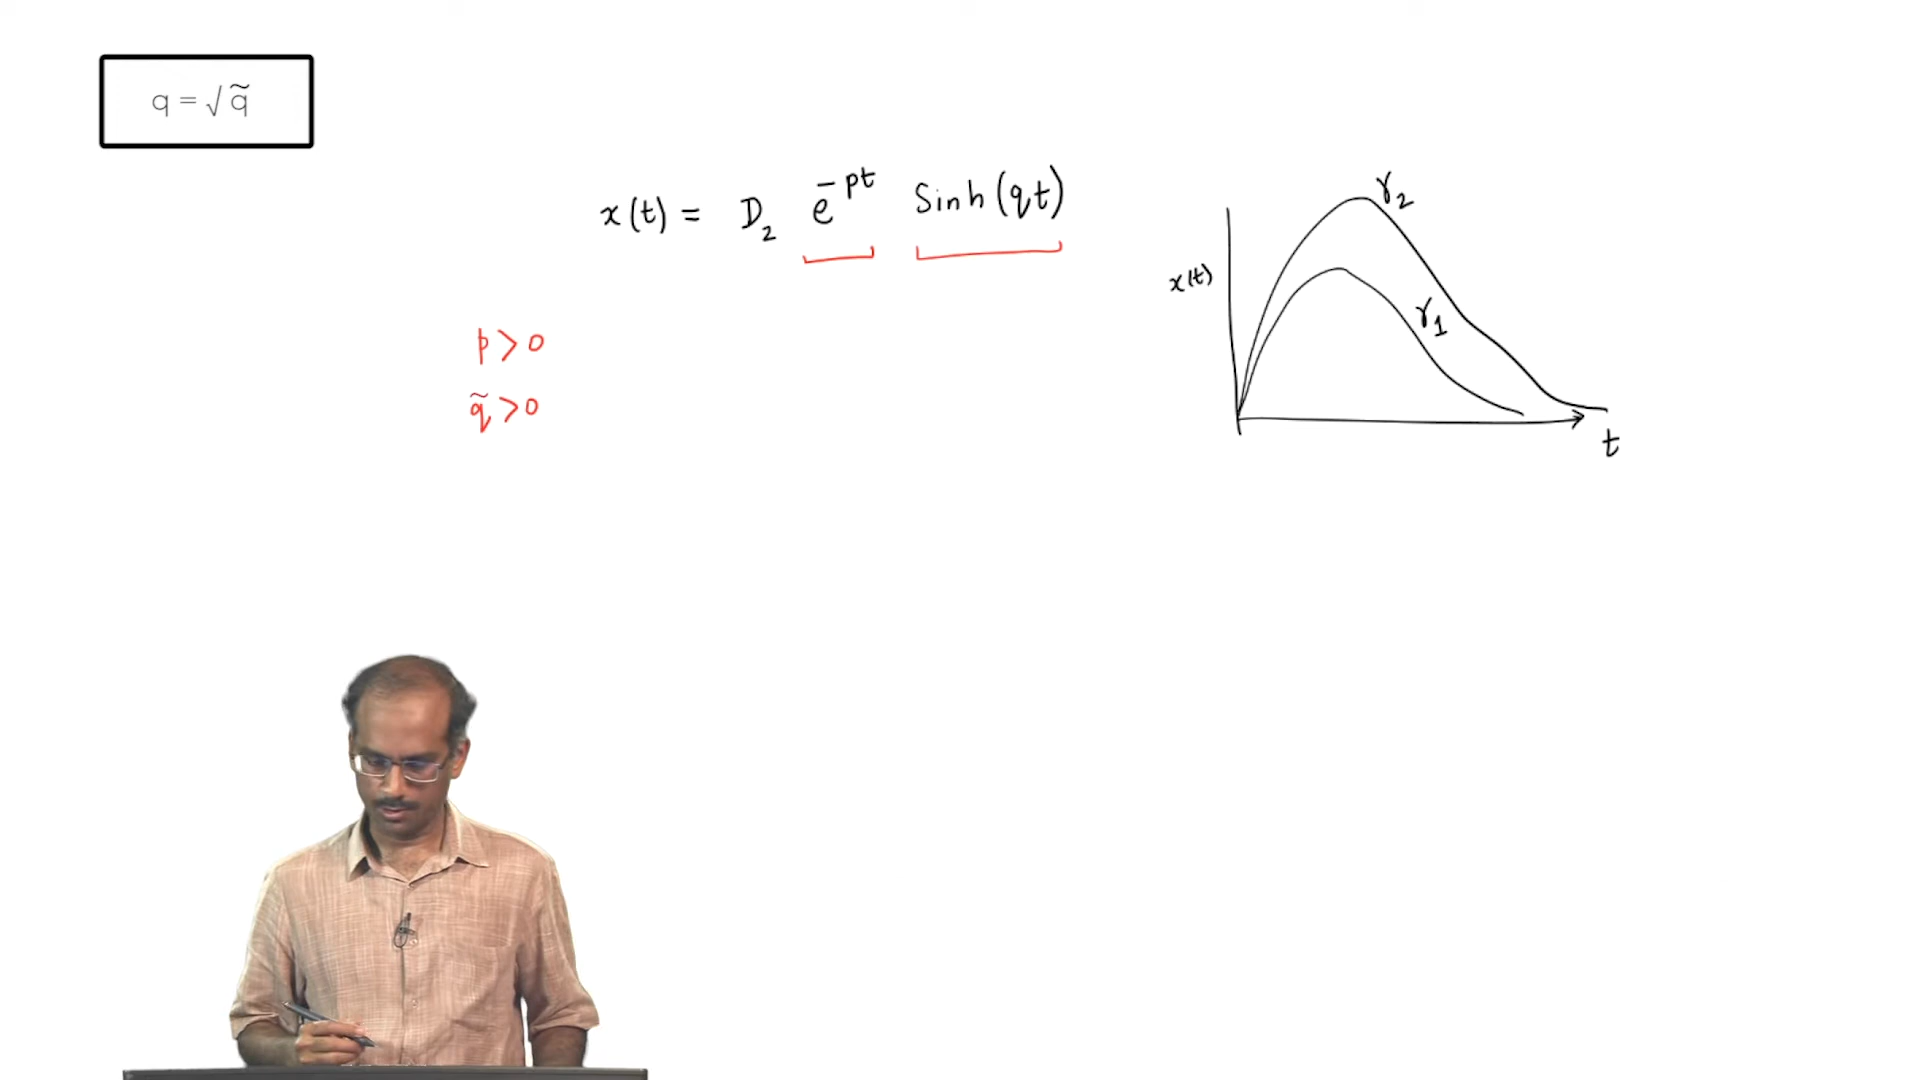 q = √q̃
x(t) = D₂ e^{-pt} Sinh(qt)
p > 0
q̃ > 0
x(t)
γ₂
γ₁
t